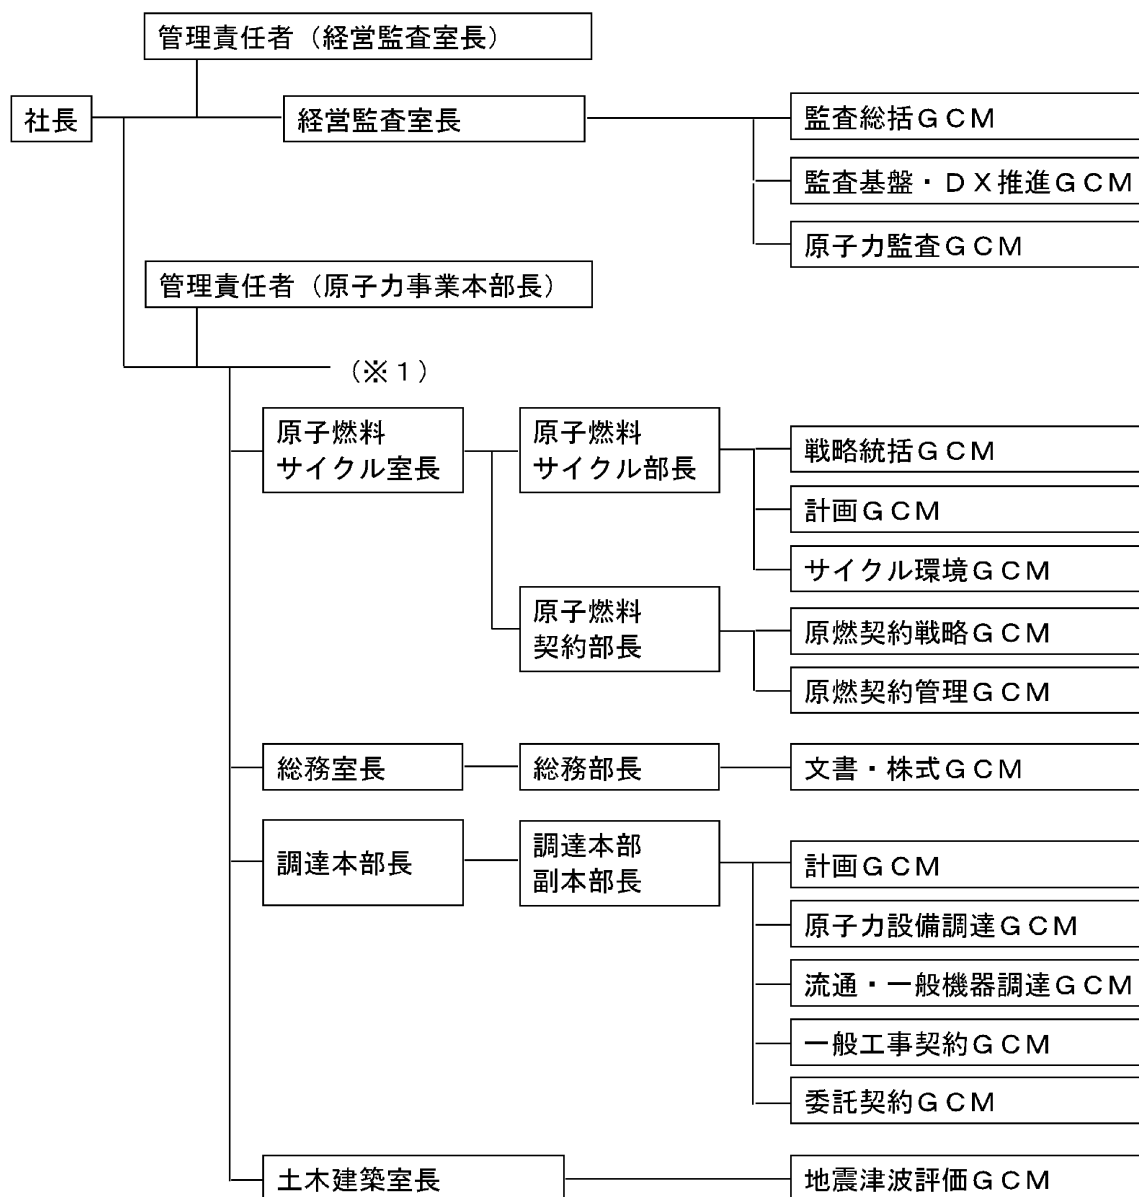 管理責任者（経営監査室長）
社長
経営監査室長
監査総括ＧＣＭ
監査基盤・ＤＸ推進ＧＣＭ
原子力監査ＧＣＭ
管理責任者（原子力事業本部長）
（※１）
原子燃料
サイクル室長
原子燃料
サイクル部長
戦略統括ＧＣＭ
計画ＧＣＭ
サイクル環境ＧＣＭ
原子燃料
契約部長
原燃契約戦略ＧＣＭ
原燃契約管理ＧＣＭ
総務室長
総務部長
文書・株式ＧＣＭ
調達本部長
調達本部
副本部長
計画ＧＣＭ
原子力設備調達ＧＣＭ
流通・一般機器調達ＧＣＭ
一般工事契約ＧＣＭ
委託契約ＧＣＭ
土木建築室長
地震津波評価ＧＣＭ